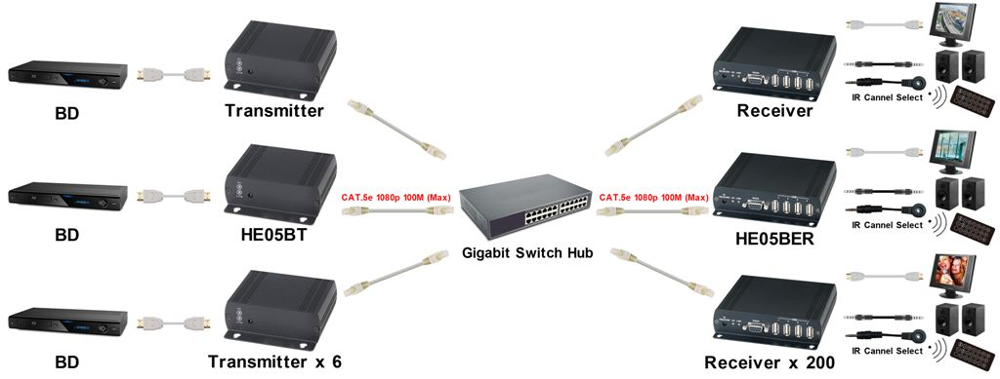 BD
Transmitter
Receiver
IR Cannel Select
BD
HE05BT
CAT.5e 1080p 100M (Max)
Gigabit Switch Hub
CAT.5e 1080p 100M (Max)
HE05BER
IR Cannel Select
BD
Transmitter x 6
Receiver x 200
IR Cannel Select